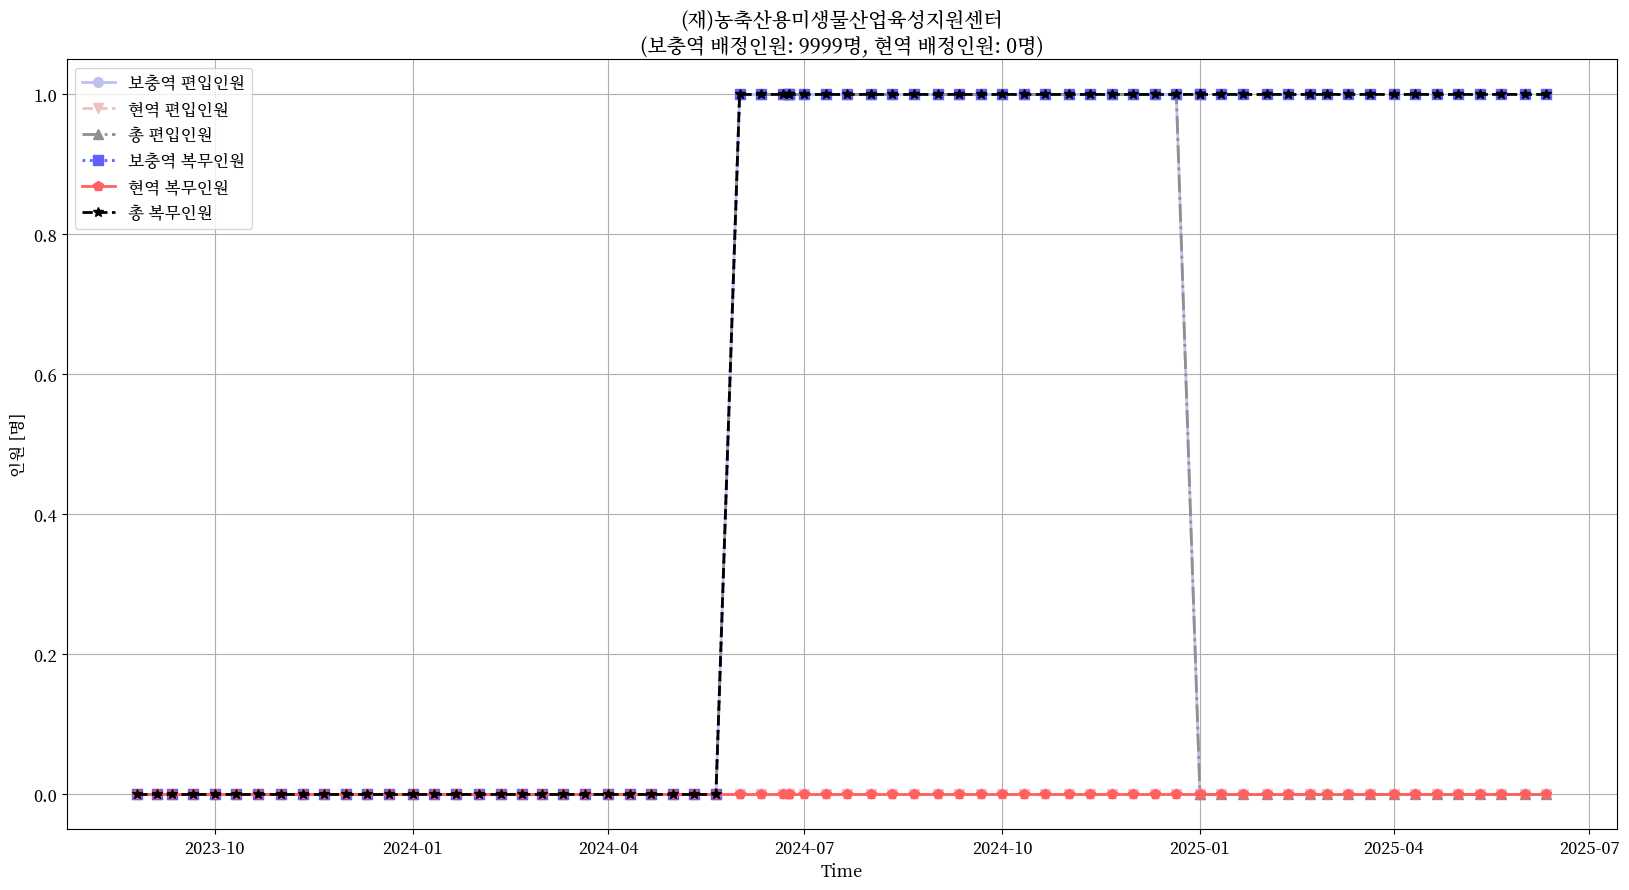 (재)농축산용미생물산업육성지원센터
(보충역 배정인원: 9999명, 현역 배정인원: 0명)
보충역 편입인원
현역 편입인원
총 편입인원
보충역 복무인원
현역 복무인원
총 복무인원
1.0
0.8
0.6
0.4
0.2
0.0
인원 [명]
2023-10
2024-01
2024-04
2024-07
2024-10
2025-01
2025-04
2025-07
Time